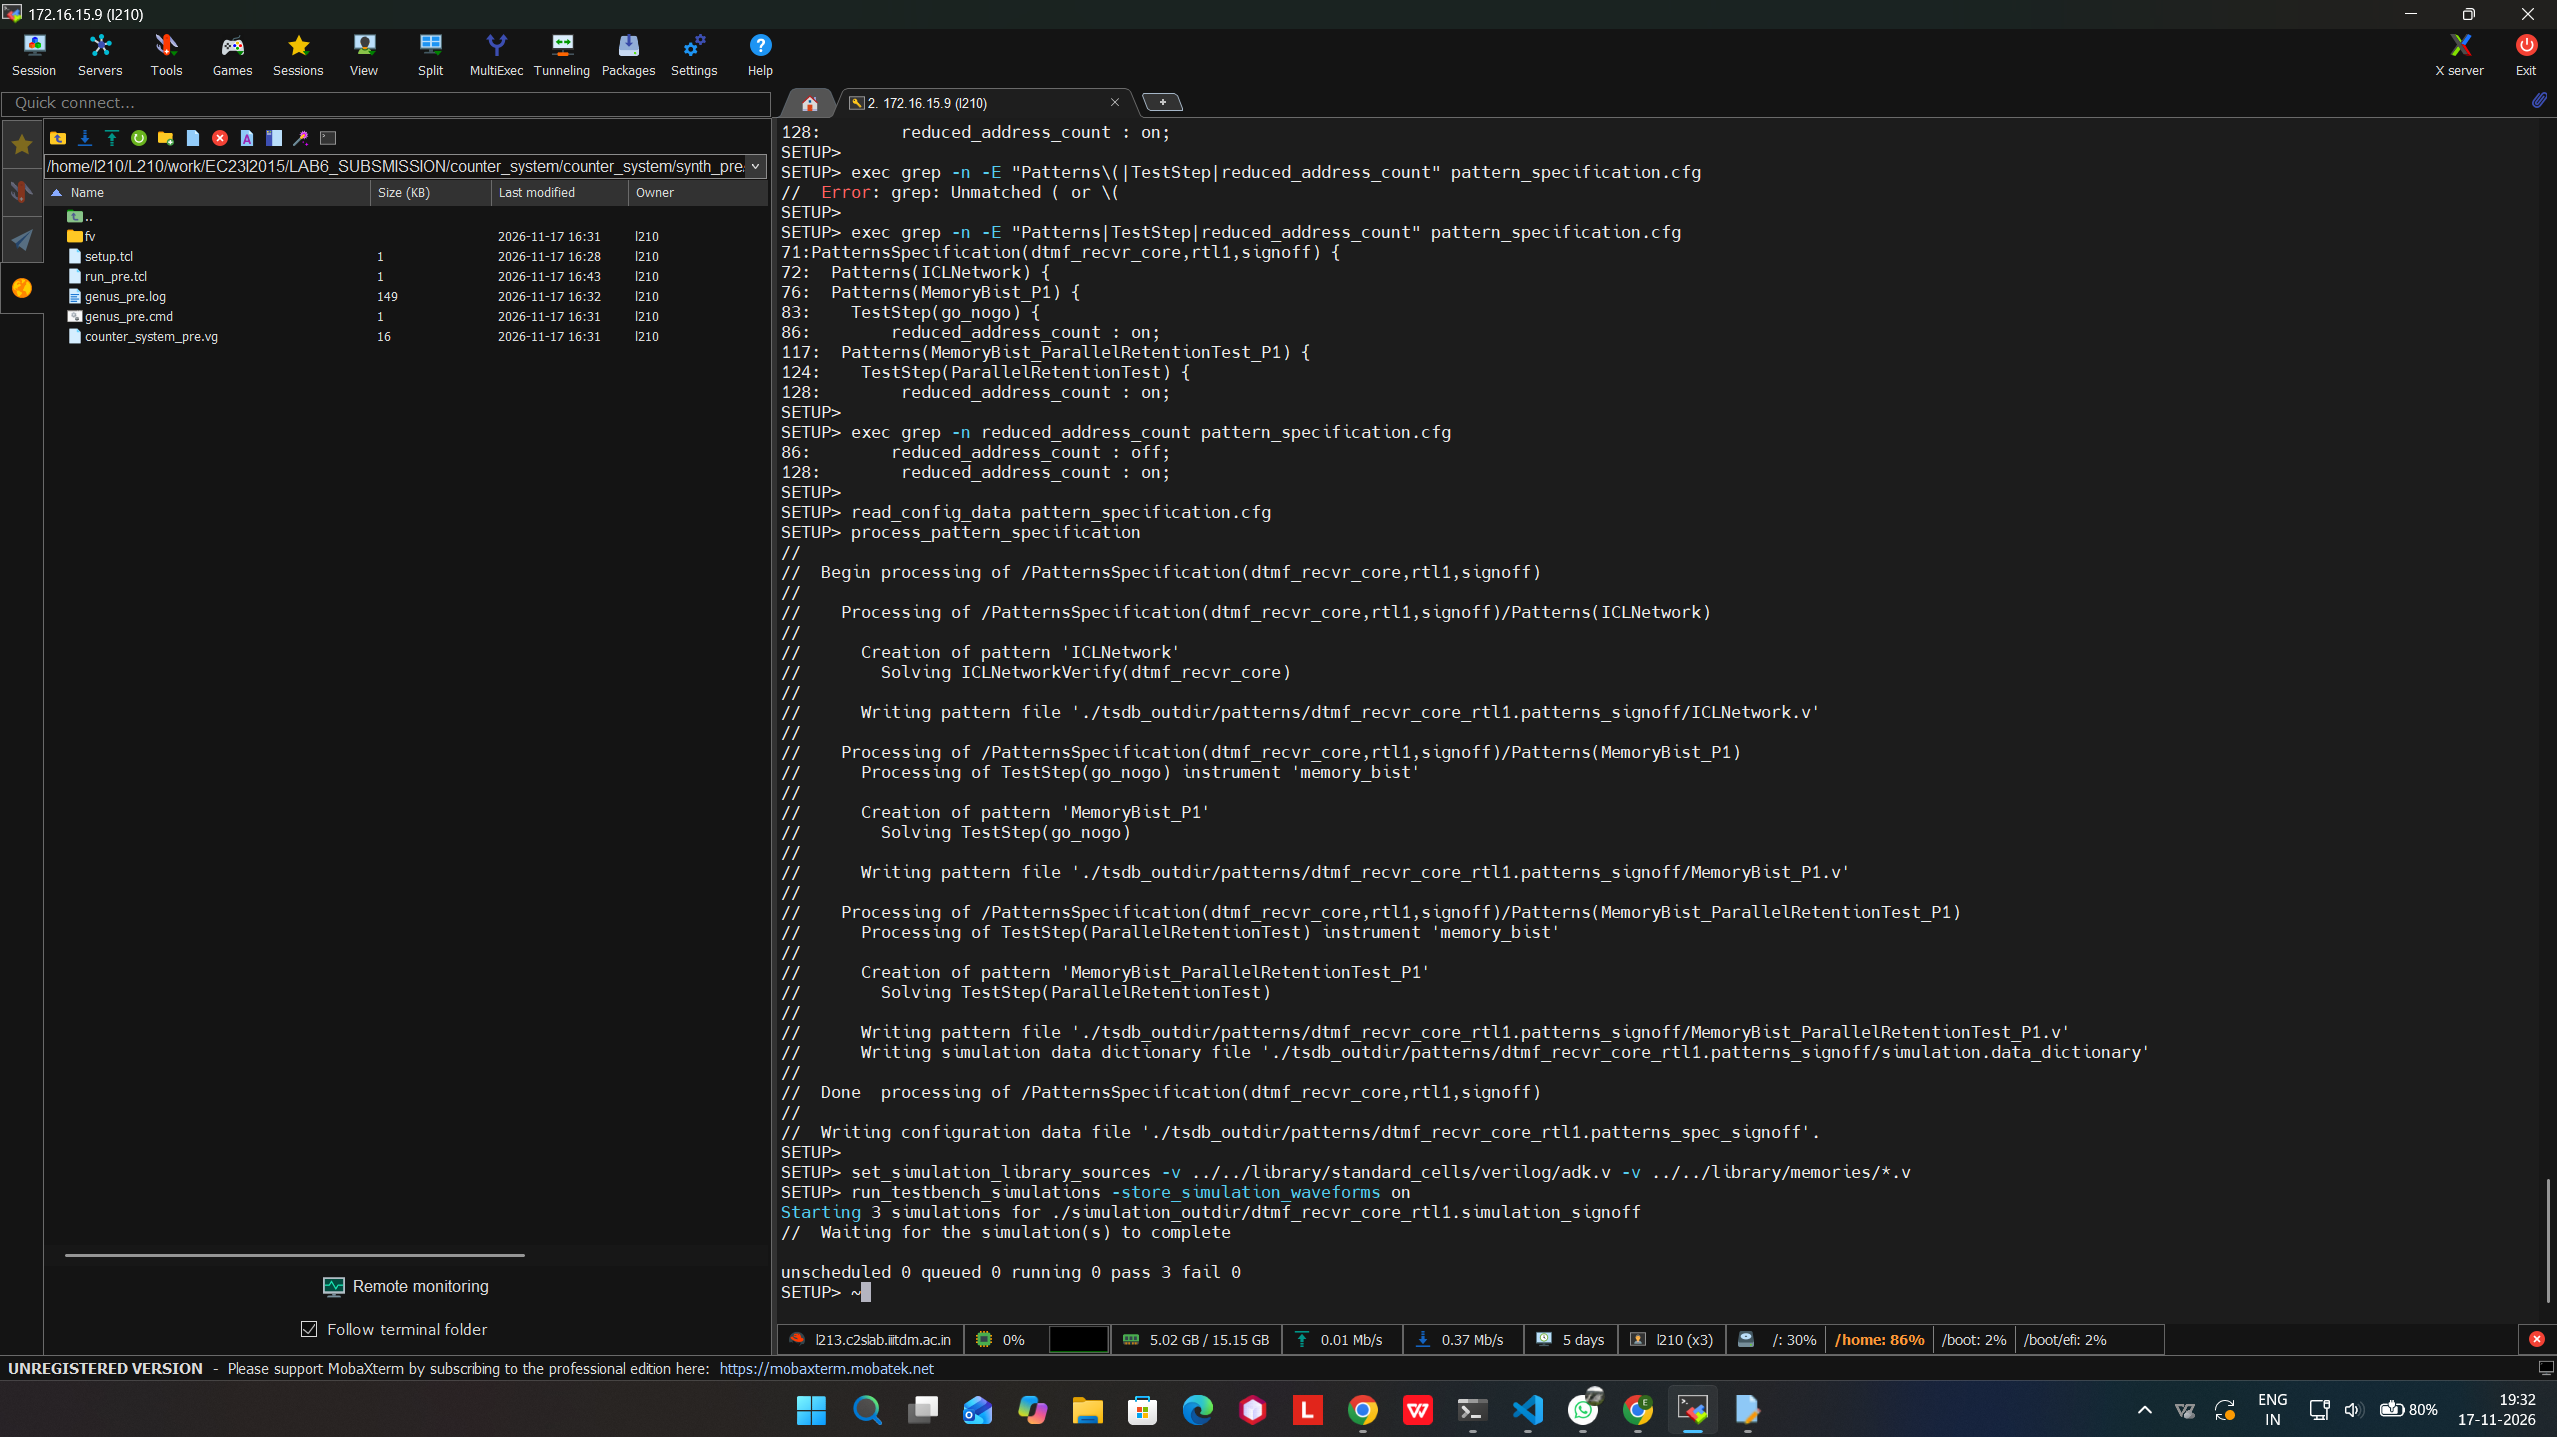 172.16.15.9 (l210)
Session Servers Tools Games Sessions View Split MultiExec Tunneling Packages Settings Help X server Exit
Quick connect...
2. 172.16.15.9 (l210)
/home/l210/L210/work/EC23I2015/LAB6_SUBSMISSION/counter_system/counter_system/synth_pre
Name Size (KB) Last modified Owner
..
fv 2026-11-17 16:31 l210
setup.tcl 1 2026-11-17 16:28 l210
run_pre.tcl 1 2026-11-17 16:43 l210
genus_pre.log 149 2026-11-17 16:32 l210
genus_pre.cmd 1 2026-11-17 16:31 l210
counter_system_pre.vg 16 2026-11-17 16:31 l210
Remote monitoring
Follow terminal folder
128:        reduced_address_count : on;
SETUP>
SETUP> exec grep -n -E "Patterns\(|TestStep|reduced_address_count" pattern_specification.cfg
//  Error: grep: Unmatched ( or \(
SETUP>
SETUP> exec grep -n -E "Patterns|TestStep|reduced_address_count" pattern_specification.cfg
71:PatternsSpecification(dtmf_recvr_core,rtl1,signoff) {
72:  Patterns(ICLNetwork) {
76:  Patterns(MemoryBist_P1) {
83:    TestStep(go_nogo) {
86:        reduced_address_count : on;
117:  Patterns(MemoryBist_ParallelRetentionTest_P1) {
124:    TestStep(ParallelRetentionTest) {
128:        reduced_address_count : on;
SETUP>
SETUP> exec grep -n reduced_address_count pattern_specification.cfg
86:        reduced_address_count : off;
128:        reduced_address_count : on;
SETUP>
SETUP> read_config_data pattern_specification.cfg
SETUP> process_pattern_specification
//
//  Begin processing of /PatternsSpecification(dtmf_recvr_core,rtl1,signoff)
//
//    Processing of /PatternsSpecification(dtmf_recvr_core,rtl1,signoff)/Patterns(ICLNetwork)
//
//      Creation of pattern 'ICLNetwork'
//        Solving ICLNetworkVerify(dtmf_recvr_core)
//
//      Writing pattern file './tsdb_outdir/patterns/dtmf_recvr_core_rtl1.patterns_signoff/ICLNetwork.v'
//
//    Processing of /PatternsSpecification(dtmf_recvr_core,rtl1,signoff)/Patterns(MemoryBist_P1)
//      Processing of TestStep(go_nogo) instrument 'memory_bist'
//
//      Creation of pattern 'MemoryBist_P1'
//        Solving TestStep(go_nogo)
//
//      Writing pattern file './tsdb_outdir/patterns/dtmf_recvr_core_rtl1.patterns_signoff/MemoryBist_P1.v'
//
//    Processing of /PatternsSpecification(dtmf_recvr_core,rtl1,signoff)/Patterns(MemoryBist_ParallelRetentionTest_P1)
//      Processing of TestStep(ParallelRetentionTest) instrument 'memory_bist'
//
//      Creation of pattern 'MemoryBist_ParallelRetentionTest_P1'
//        Solving TestStep(ParallelRetentionTest)
//
//      Writing pattern file './tsdb_outdir/patterns/dtmf_recvr_core_rtl1.patterns_signoff/MemoryBist_ParallelRetentionTest_P1.v'
//      Writing simulation data dictionary file './tsdb_outdir/patterns/dtmf_recvr_core_rtl1.patterns_signoff/simulation.data_dictionary'
//
//  Done  processing of /PatternsSpecification(dtmf_recvr_core,rtl1,signoff)
//
//  Writing configuration data file './tsdb_outdir/patterns/dtmf_recvr_core_rtl1.patterns_spec_signoff'.
SETUP>
SETUP> set_simulation_library_sources -v ../../library/standard_cells/verilog/adk.v -v ../../library/memories/*.v
SETUP> run_testbench_simulations -store_simulation_waveforms on
Starting 3 simulations for ./simulation_outdir/dtmf_recvr_core_rtl1.simulation_signoff
//  Waiting for the simulation(s) to complete
unscheduled 0 queued 0 running 0 pass 3 fail 0
SETUP> ~
l213.c2slab.iiitdm.ac.in 0% 5.02 GB / 15.15 GB 0.01 Mb/s 0.37 Mb/s 5 days l210 (x3) /: 30% /home: 86% /boot: 2% /boot/efi: 2%
UNREGISTERED VERSION - Please support MobaXterm by subscribing to the professional edition here: https://mobaxterm.mobatek.net
ENG
IN
80%
19:32
17-11-2026